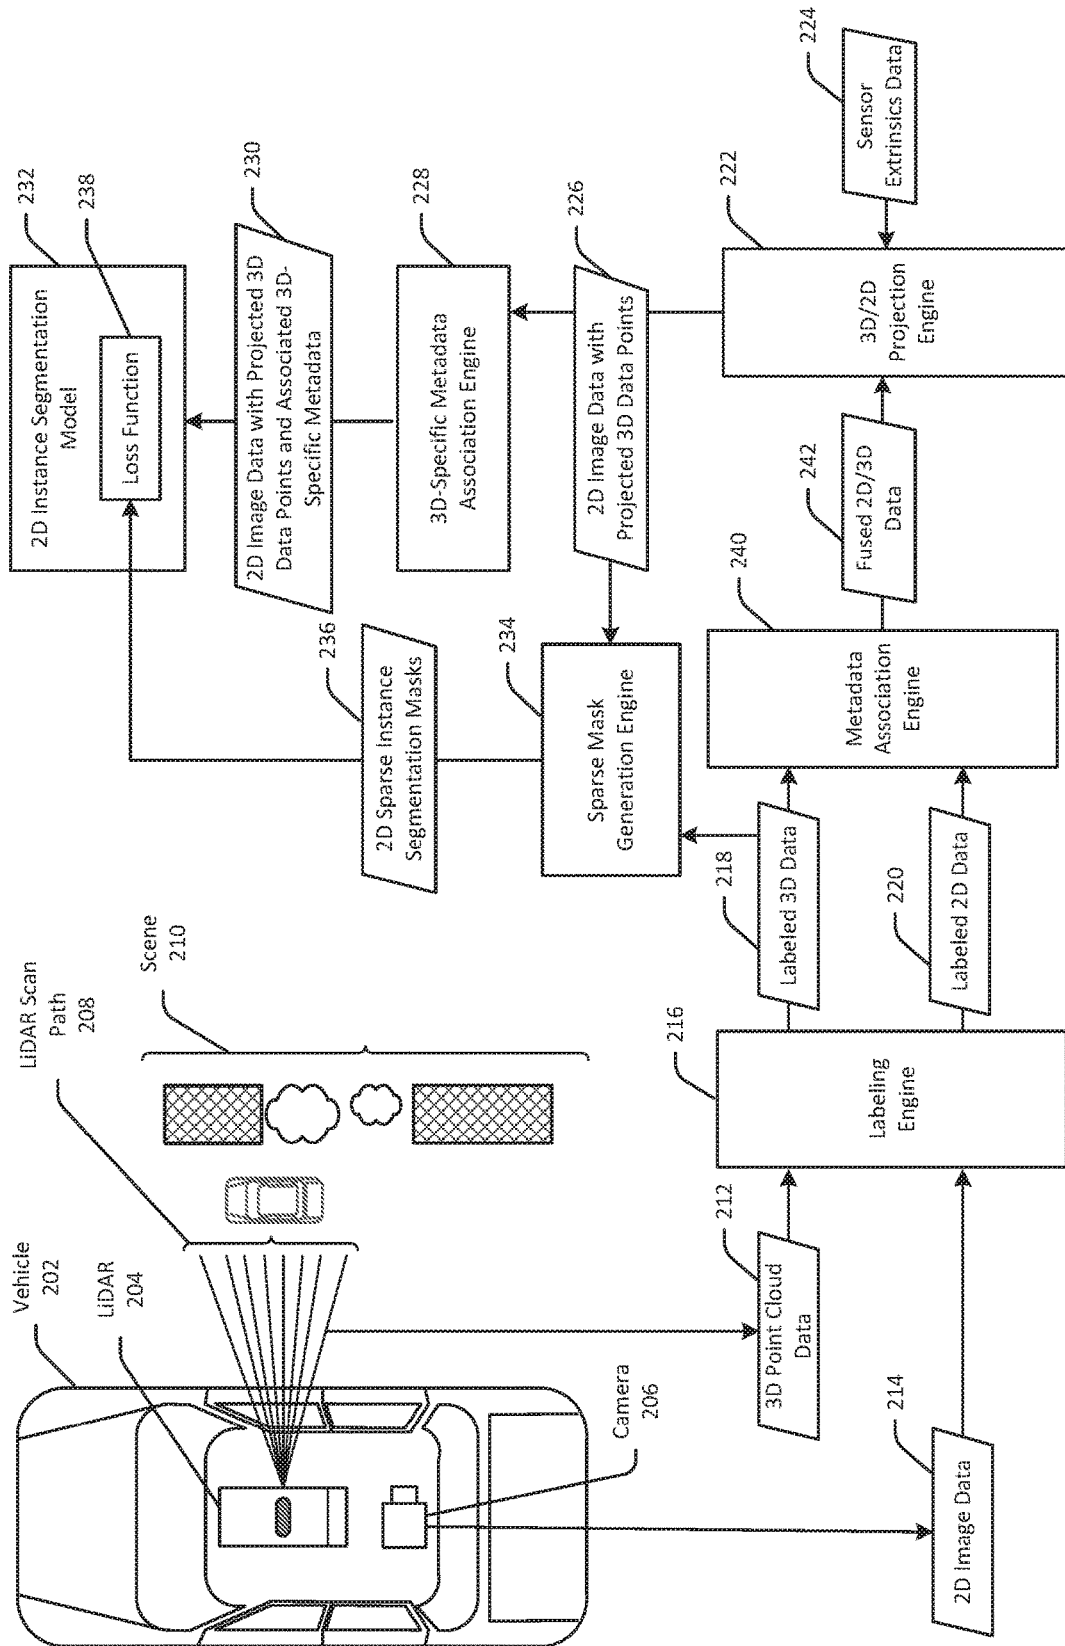 Vehicle
202
LiDAR
204
LiDAR Scan
Path
208
Scene
210
Camera
206
212
3D Point Cloud
Data
214
2D Image Data
216
Labeling
Engine
218
Labeled 3D Data
220
Labeled 2D Data
240
Metadata
Association
Engine
242
Fused 2D/3D
Data
222
3D/2D
Projection
Engine
224
Sensor
Extrinsics Data
226
2D Image Data with
Projected 3D Data Points
228
3D-Specific Metadata
Association Engine
230
2D Image Data with Projected 3D
Data Points and Associated 3D-
Specific Metadata
232
2D Instance Segmentation
Model
238
Loss Function
234
Sparse Mask
Generation Engine
236
2D Sparse Instance
Segmentation Masks